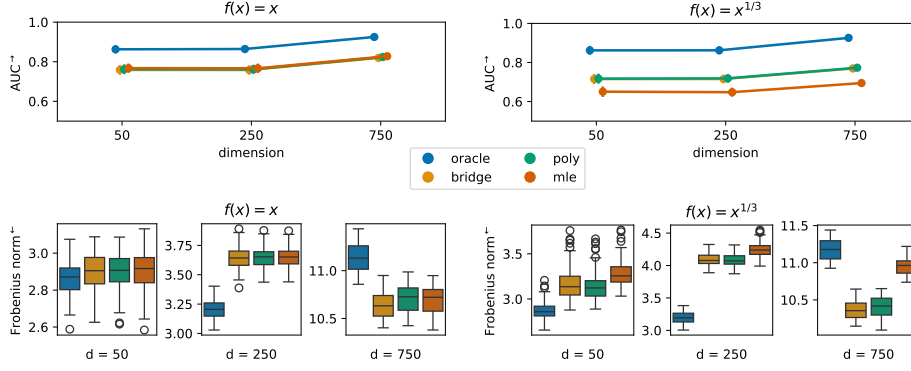 f(x) = x
f(x) = x^{1/3}
1.0
0.8
0.6
AUC→
50
250
750
dimension
1.0
0.8
0.6
AUC→
50
250
750
dimension
oracle
poly
bridge
mle
f(x) = x
f(x) = x^{1/3}
Frobenius norm←
3.0
2.8
2.6
d = 50
3.75
3.50
3.25
3.00
d = 250
11.0
10.5
d = 750
Frobenius norm←
3.5
3.0
d = 50
4.5
4.0
3.5
3.0
d = 250
11.5
11.0
10.5
d = 750